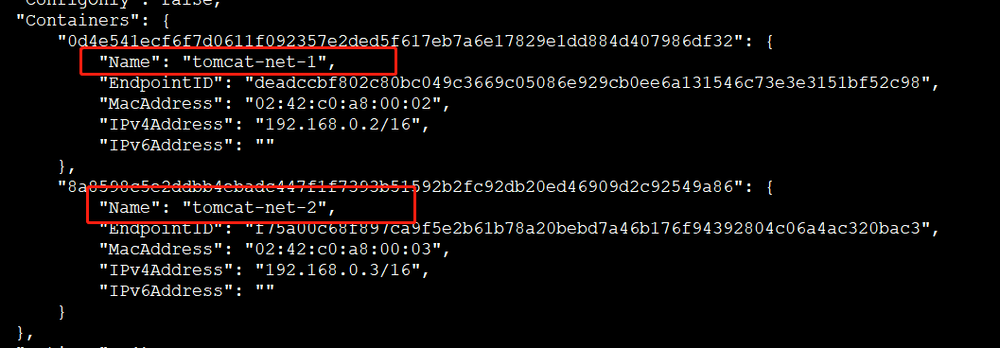 "ConfigOnly": false,
"Containers": {
"0d4e541ecf6f7d0611f092357e2ded5f617eb7a6e17829e1dd884d407986df32": {
"Name": "tomcat-net-1",
"EndpointID": "deadccbf802c80bc049c3669c05086e929cb0ee6a131546c73e3e3151bf52c98",
"MacAddress": "02:42:c0:a8:00:02",
"IPv4Address": "192.168.0.2/16",
"IPv6Address": ""
},
"8a8598c5e2ddbb4ebadc447f1f7393b51592b2fc92db20ed46909d2c92549a86": {
"Name": "tomcat-net-2",
"EndpointID": "f75a00c68f897ca9f5e2b61b78a20bebd7a46b176f94392804c06a4ac320bac3",
"MacAddress": "02:42:c0:a8:00:03",
"IPv4Address": "192.168.0.3/16",
"IPv6Address": ""
}
},